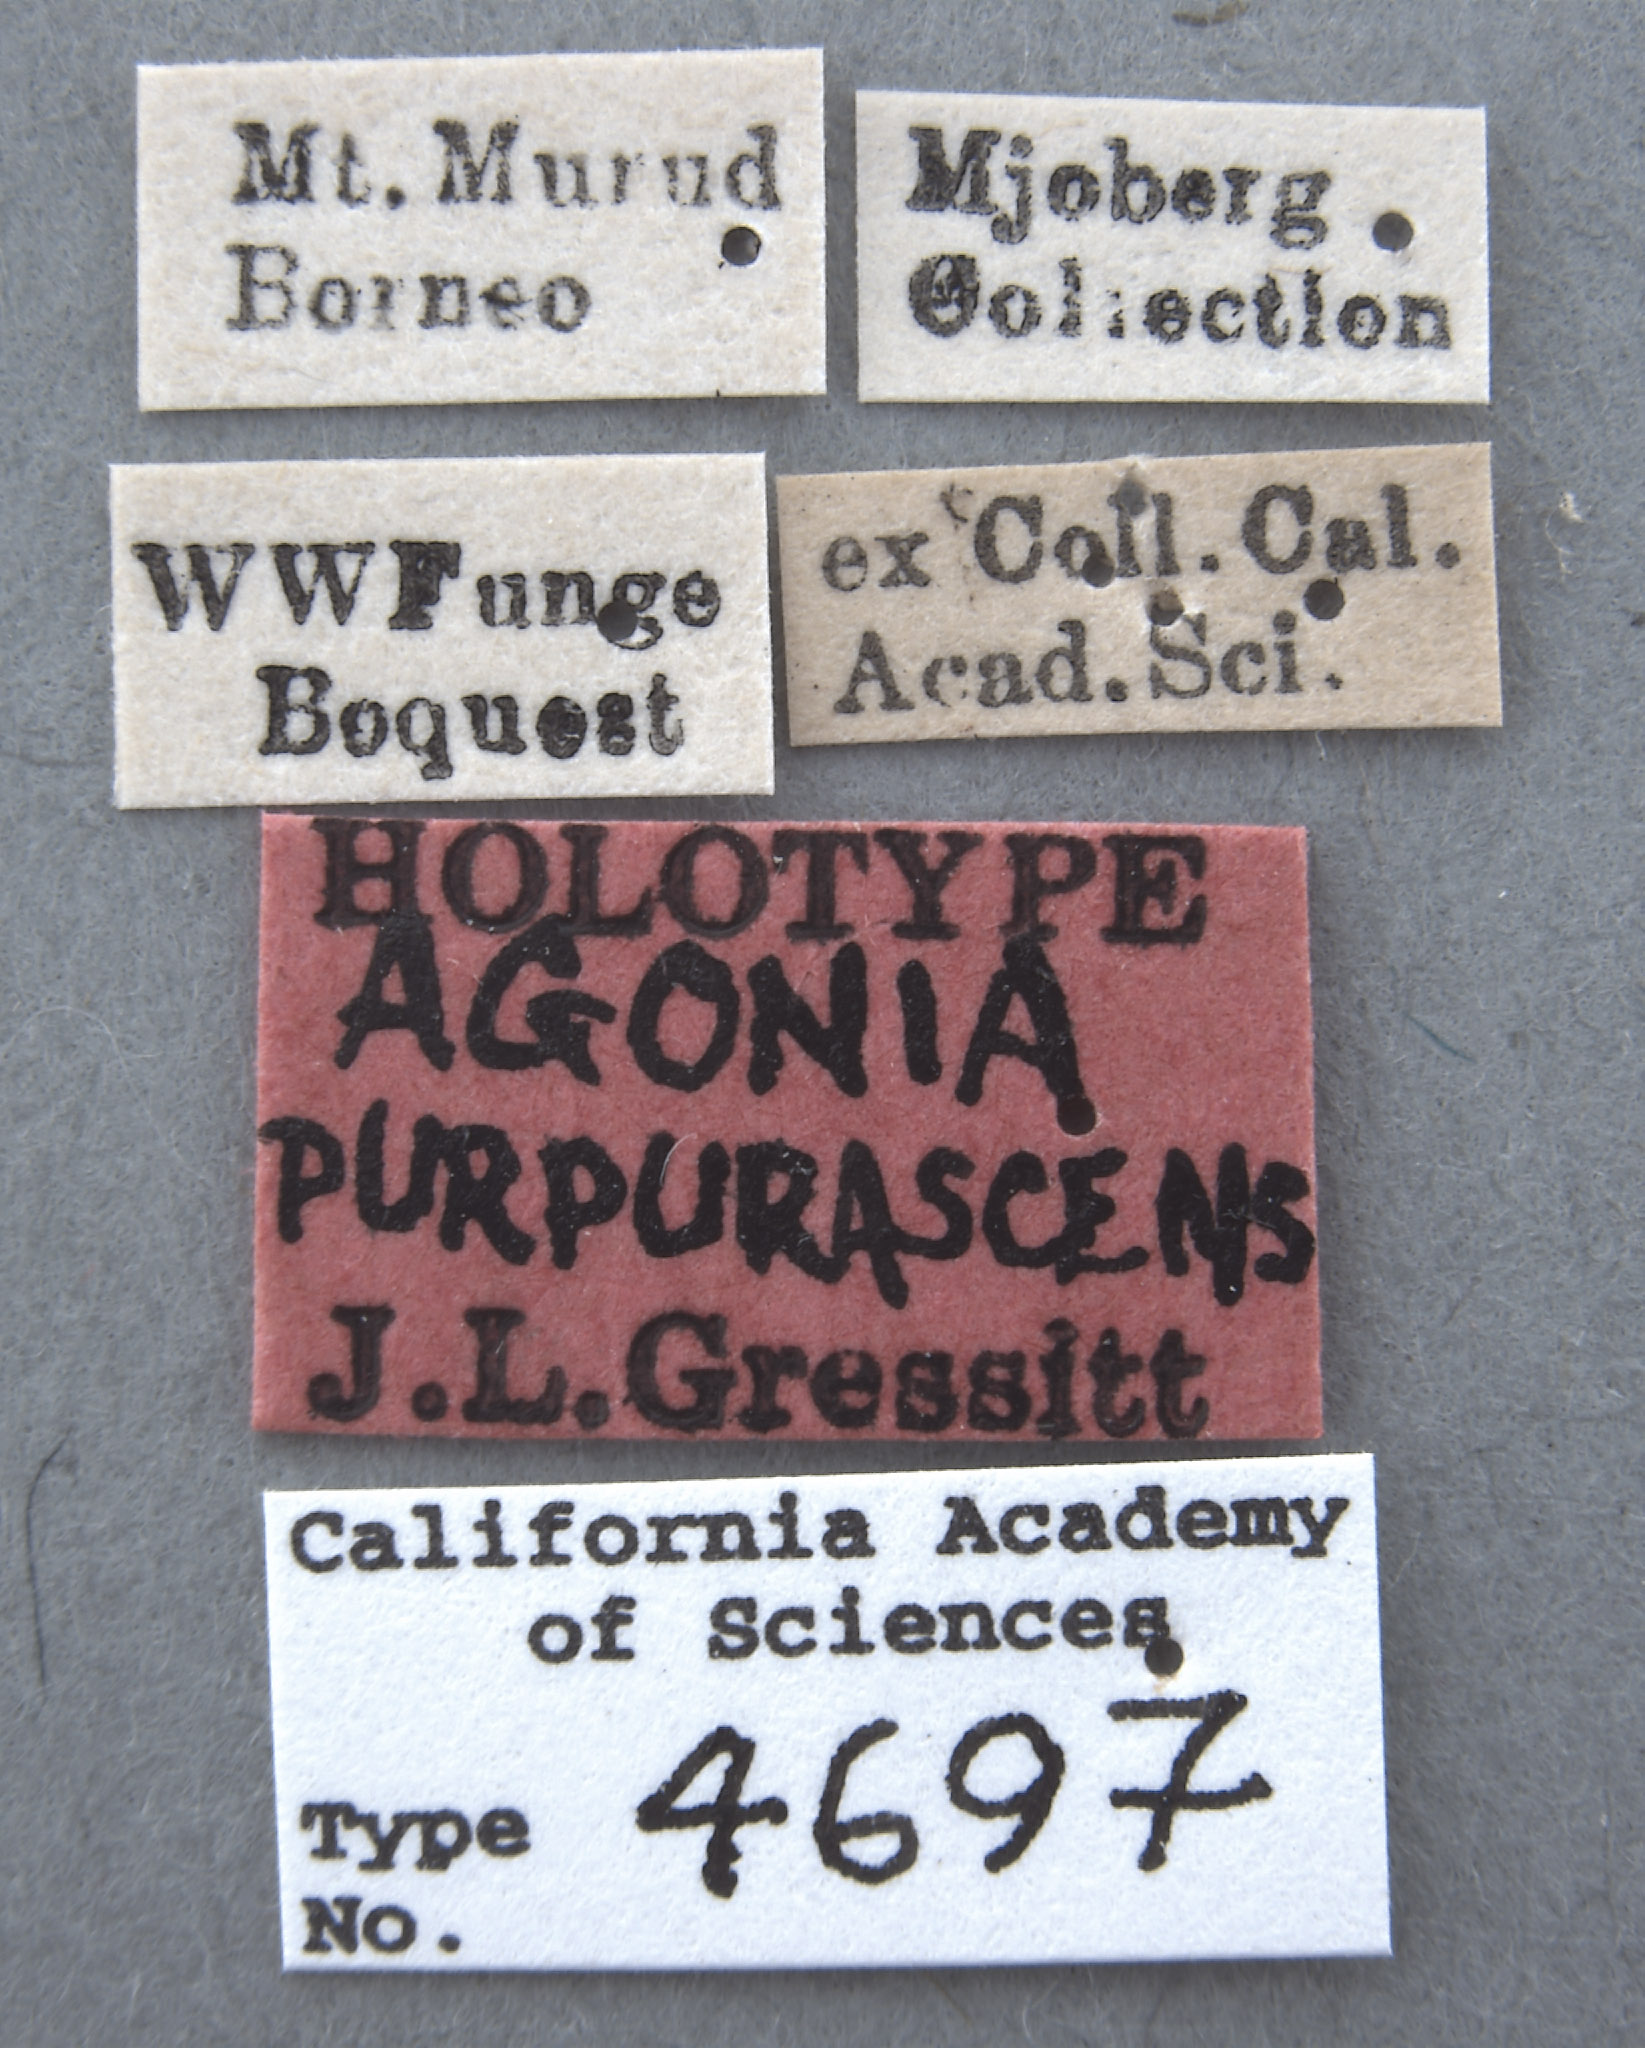 Mt. Murud
Borneo
Mjoberg
Collection
WWFunge
Boquest
ex Coll. Cal.
Acad. Sci.
HOLOTYPE
AGONIA
PURPURASCENS
J.L.Gressitt
California Academy
of Sciences
4697
Type
No.